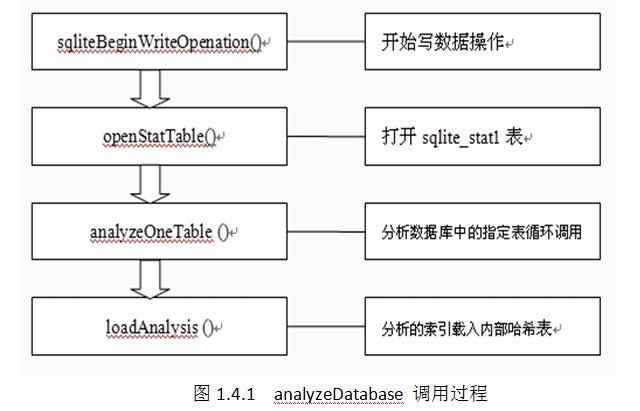 sqliteBeginWriteOpenation()
开始写数据操作
openStatTable()
打开 sqlite_stat1 表
analyzeOneTable ()
分析数据库中的指定表循环调用
loadAnalysis ()
分析的索引载入内部哈希表
图 1.4.1 analyzeDatabase 调用过程